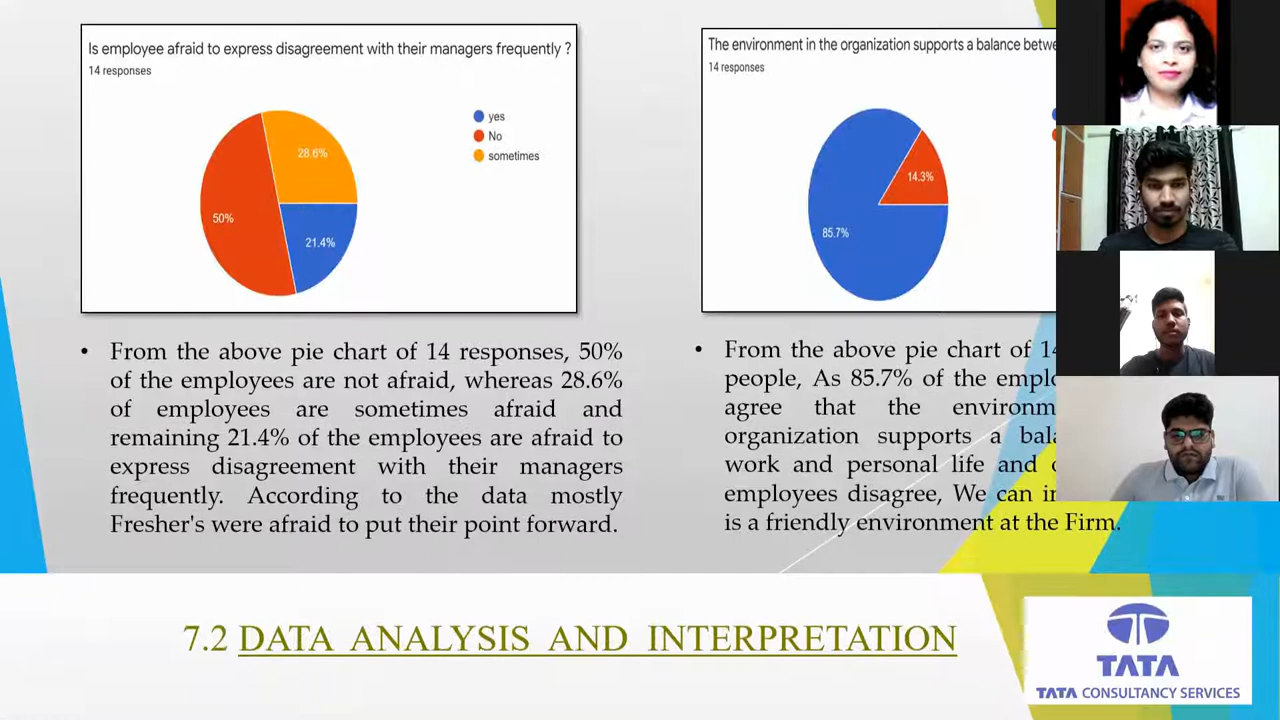 Is employee afraid to express disagreement with their managers frequently ?
14 responses
yes
No
sometimes
28.6%
50%
21.4%
From the above pie chart of 14 responses, 50%
of the employees are not afraid, whereas 28.6%
of employees are sometimes afraid and
remaining 21.4% of the employees are afraid to
express disagreement with their managers
frequently. According to the data mostly
Fresher's were afraid to put their point forward.
The environment in the organization supports a balance
14 responses
14.3%
85.7%
From the above pie chart of
people, As 85.7% of the
agree that the
organization supports a
work and personal life and
employees disagree, We can
is a friendly environment at the Firm.
7.2 DATA ANALYSIS AND INTERPRETATION
TATA
TATA CONSULTANCY SERVICES